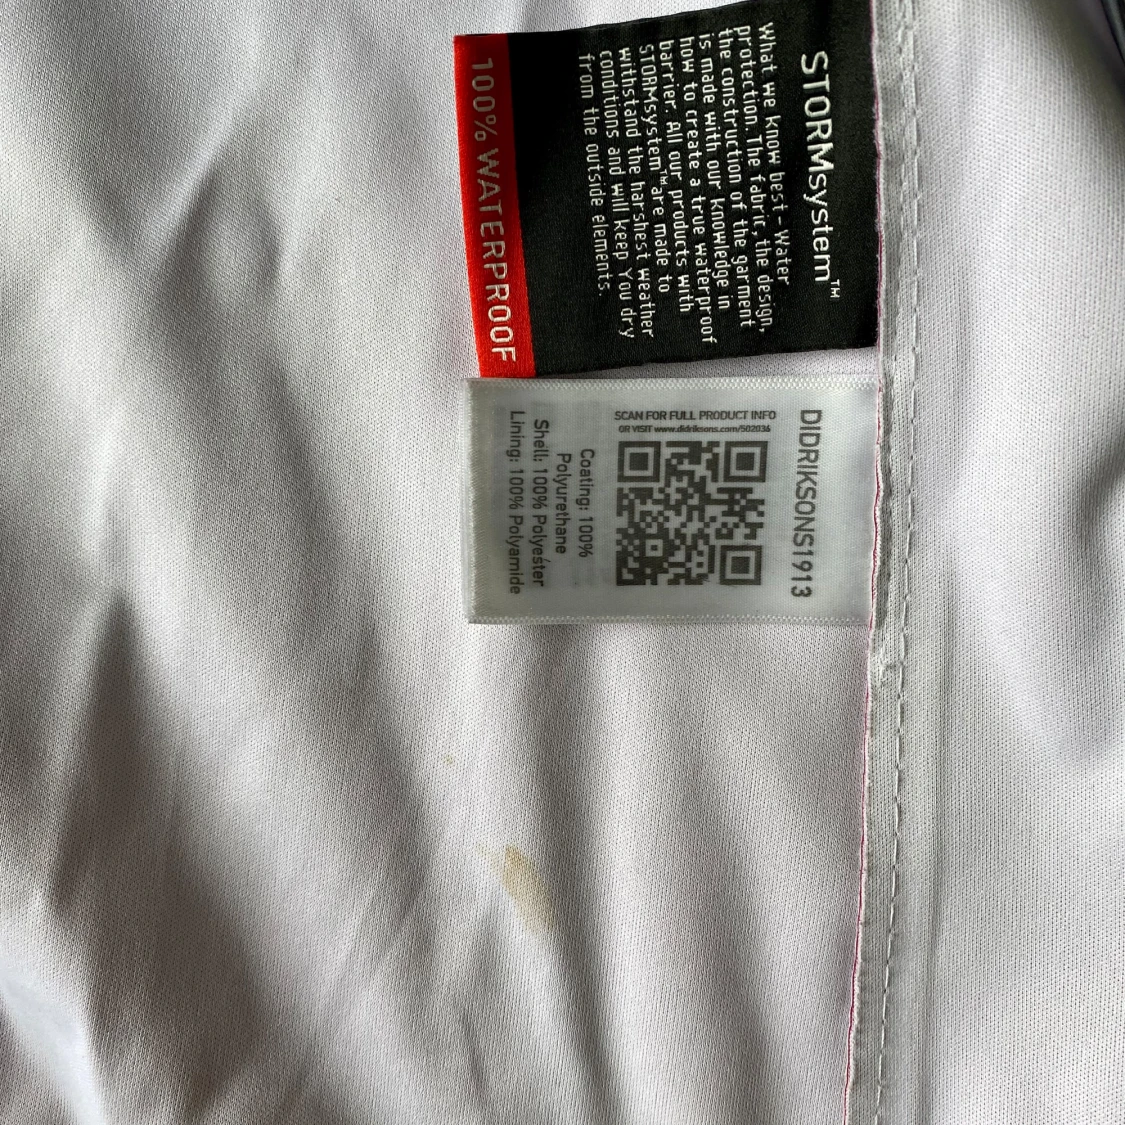 STORMsystem™
What we know best - Water
protection. The fabric, the design,
the construction of the garment
is made with our knowledge in
how to create a true waterproof
barrier. All our products with
STORMsystem™ are made to
withstand the harshest weather
conditions and will keep You dry
from the outside elements.
100% WATERPROOF
DIDRIKSONS1913
SCAN FOR FULL PRODUCT INFO
OR VISIT www.didriksons.com/502036
Coating: 100%
Polyurethane
Shell: 100% Polyester
Lining: 100% Polyamide